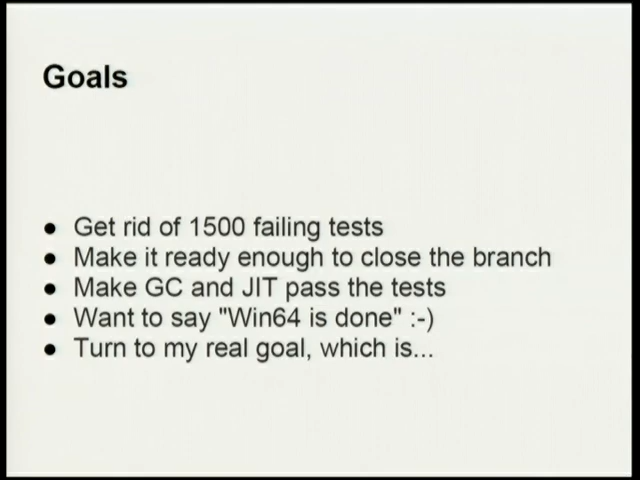 Goals
● Get rid of 1500 failing tests
● Make it ready enough to close the branch
● Make GC and JIT pass the tests
● Want to say "Win64 is done" :-)
● Turn to my real goal, which is...